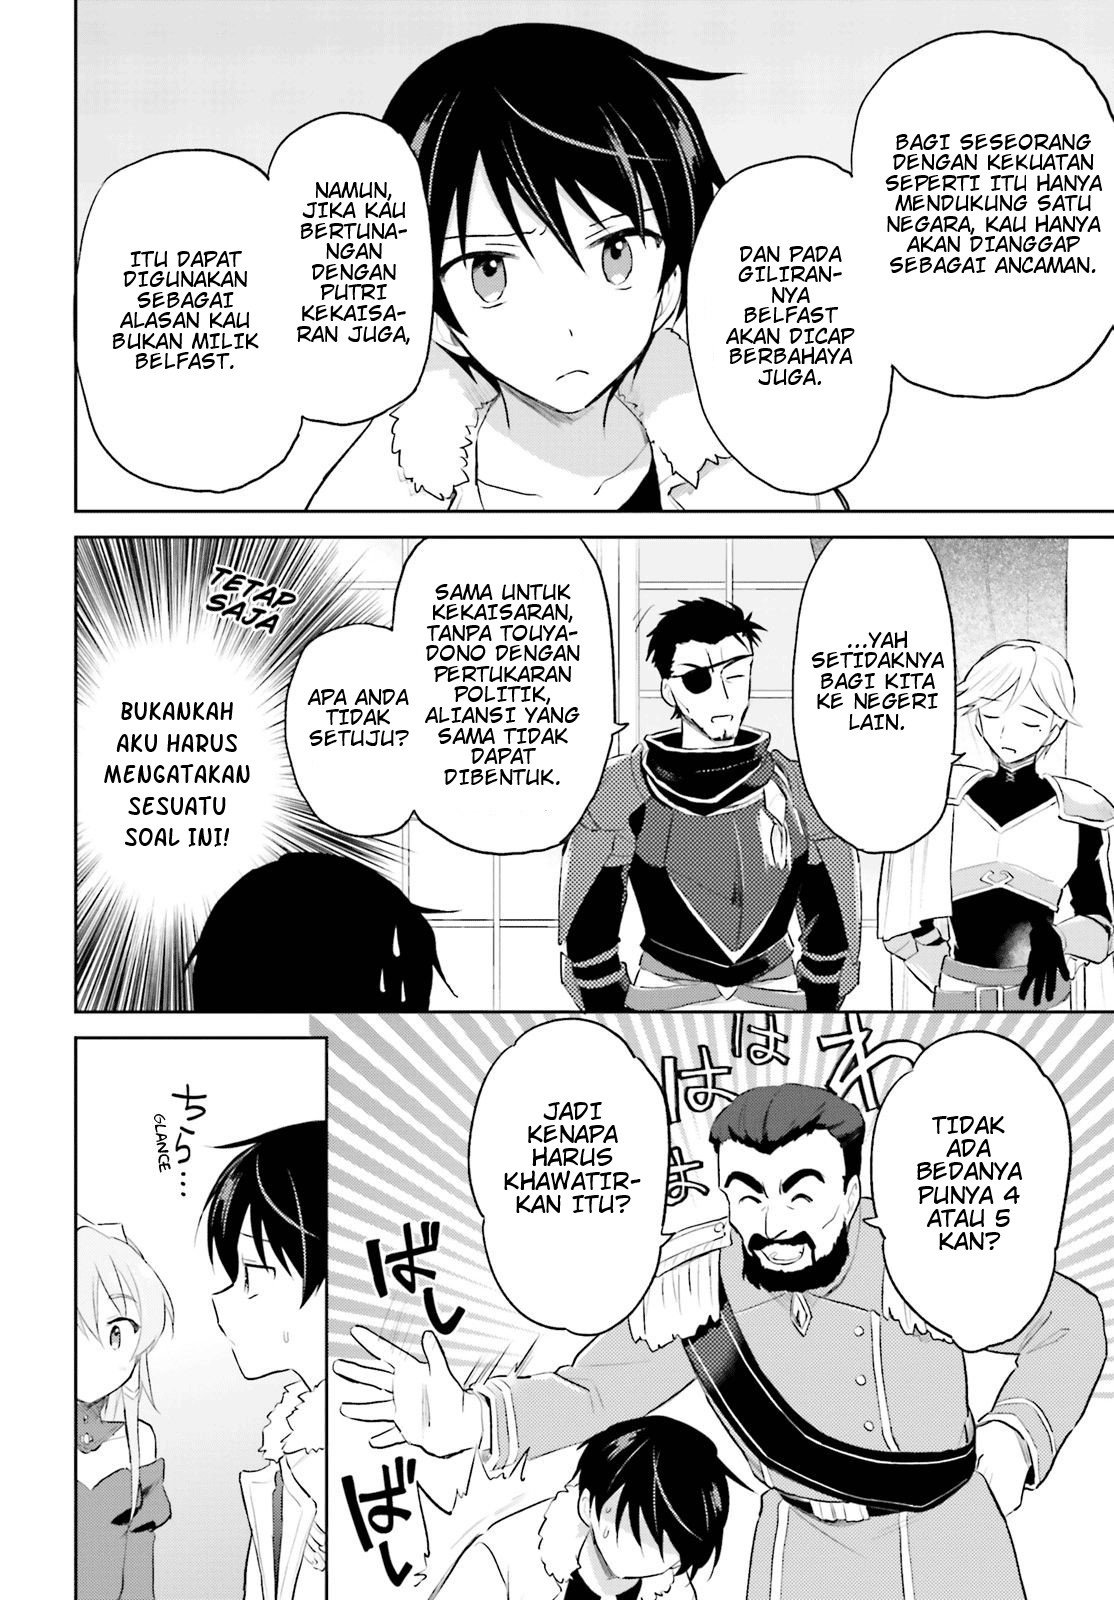 BAGI SESEORANG
DENGAN KEKUATAN
SEPERTI ITU HANYA
MENDUKUNG SATU
NEGARA, KAU HANYA
AKAN DIANGGAP
SEBAGAI ANCAMAN.
DAN PADA
GILIRAN-
NYA
BELFAST
AKAN DICAP
BERBAHAYA
JUGA.
NAMUN,
JIKA KAU
BERTUNA-
NGAN
DENGAN
PUTRI
KEKAISA-
RAN JUGA,
ITU DAPAT
DIGUNAKAN
SEBAGAI
ALASAN KAU
BUKAN MILIK
BELFAST.
...YAH
SETIDAKNYA
BAGI KITA
KE NEGERI
LAIN.
SAMA UNTUK
KEKAISARAN,
TANPA TOUYA-
DONO DENGAN
PERTUKARAN
POLITIK,
ALIANSI YANG
SAMA TIDAK
DAPAT
DIBENTUK.
APA ANDA
TIDAK
SETUJU?
TETAP
SAJA
BUKANKAH
AKU HARUS
MENGATAKAN
SESUATU
SOAL INI!
わははははは
TIDAK
ADA
BEDANYA
PUNYA 4
ATAU 5
KAN?
JADI
KENAPA
HARUS
KHAWATIR-
KAN ITU?
ばし
ばし
ちら…
GLANCE